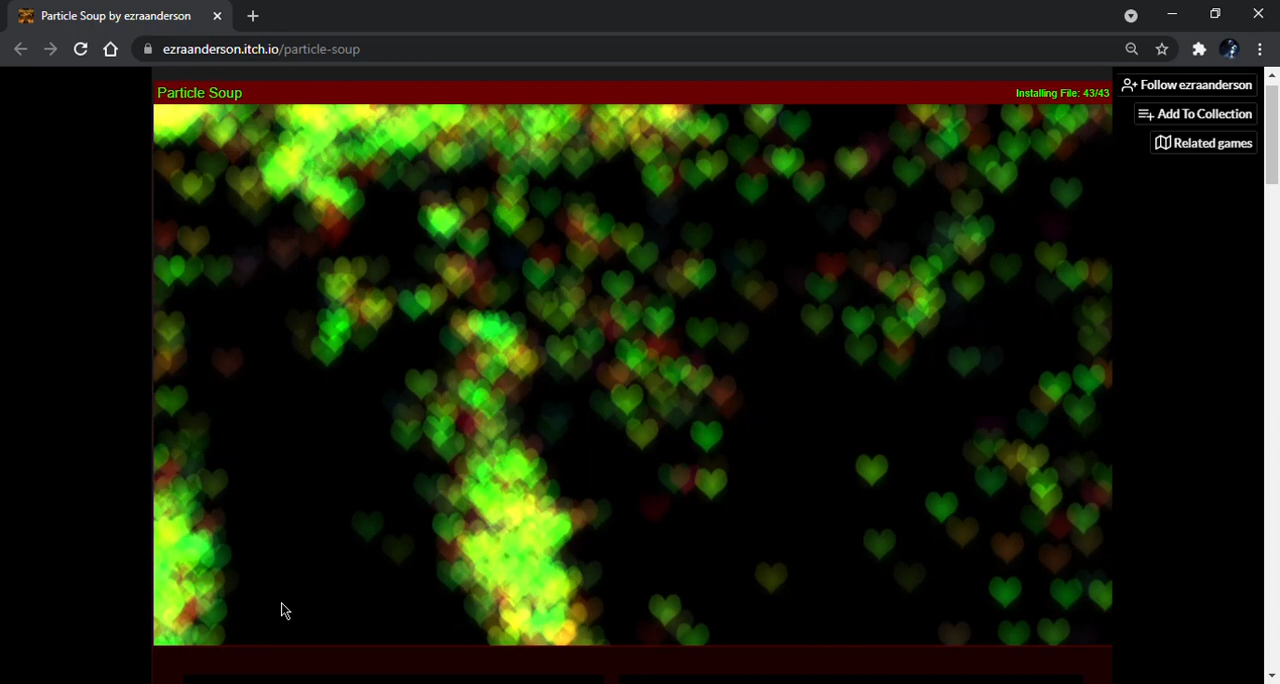 Particle Soup by ezraanderson
ezraanderson.itch.io/particle-soup
Particle Soup
Installing File: 43/43
Follow ezraanderson
Add To Collection
Related games